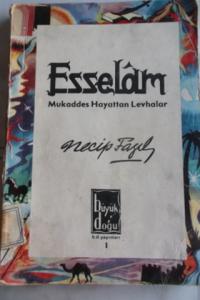 Esselâm
Mukaddes Hayattan Levhalar
Necip Fazıl
büyük
doğu
b.d. yayınları
1